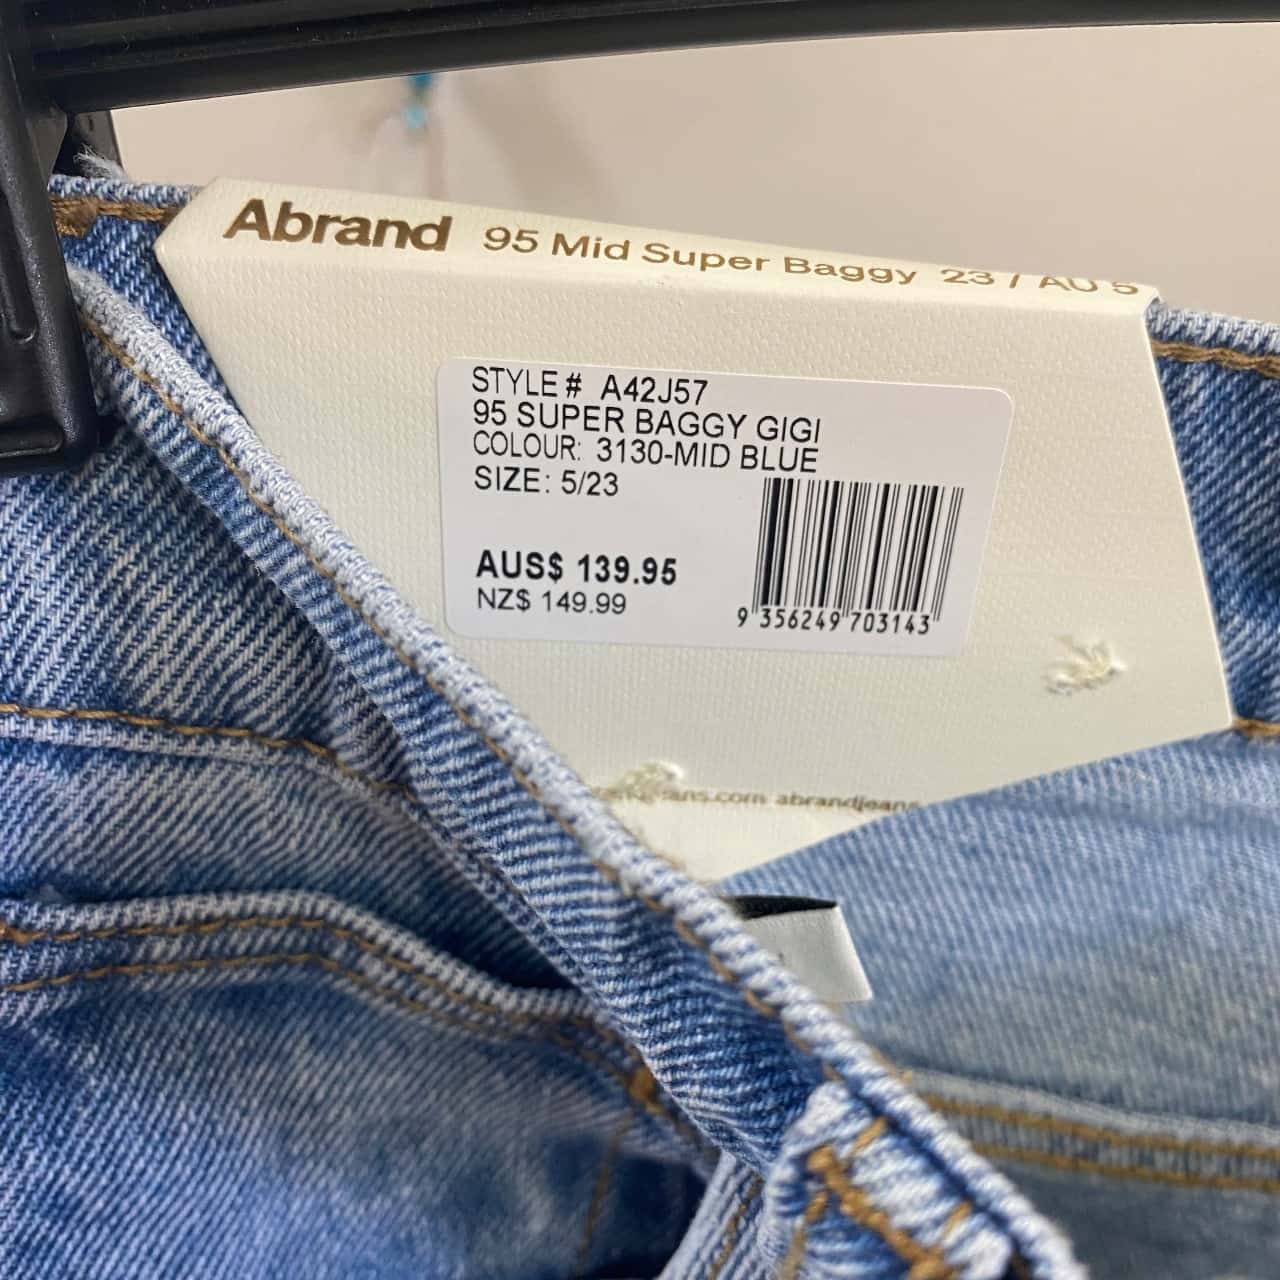 Abrand 95 Mid Super Baggy 23 / AU 5
STYLE # A42J57
95 SUPER BAGGY GIGI
COLOUR: 3130-MID BLUE
SIZE: 5/23
AUS$ 139.95
NZ$ 149.99
9 356249 703143
abrandjeans